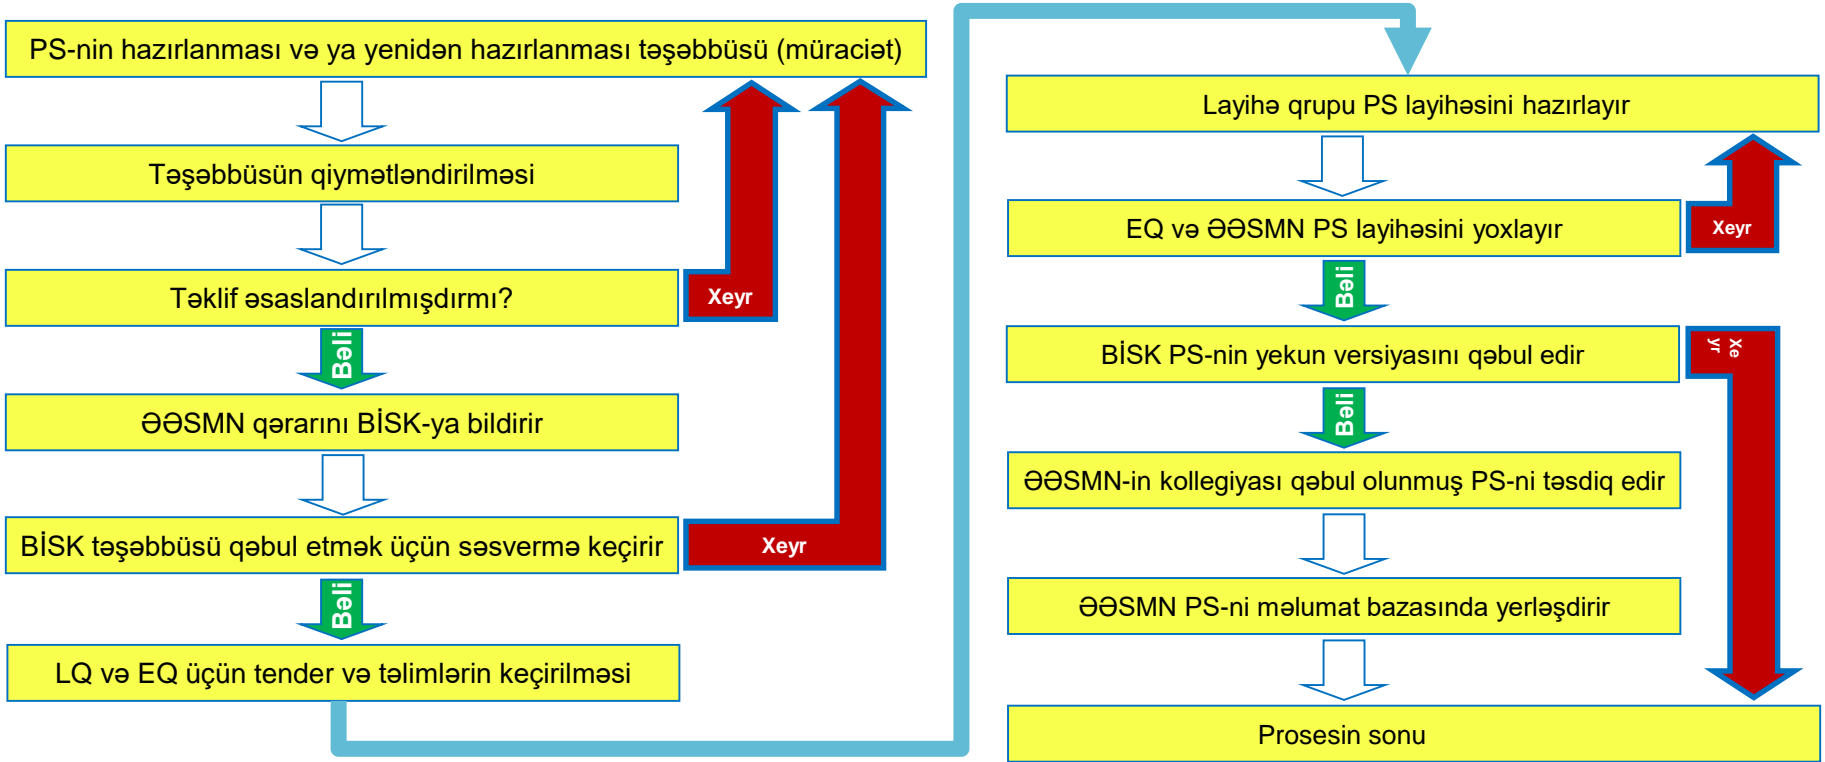 PS-nin hazırlanması və ya yenidən hazırlanması təşəbbüsü (müraciət)
Təşəbbüsün qiymətləndirilməsi
Təklif əsaslandırılmışdırmı?
Xeyr
Bəli
ƏƏSMN qərarını BİSK-ya bildirir
BİSK təşəbbüsü qəbul etmək üçün səsvermə keçirir
Xeyr
Bəli
LQ və EQ üçün tender və təlimlərin keçirilməsi
Layihə qrupu PS layihəsini hazırlayır
EQ və ƏƏSMN PS layihəsini yoxlayır
Xeyr
Bəli
BİSK PS-nin yekun versiyasını qəbul edir
Xe
yr
Bəli
ƏƏSMN-in kollegiyası qəbul olunmuş PS-ni təsdiq edir
ƏƏSMN PS-ni məlumat bazasında yerləşdirir
Prosesin sonu